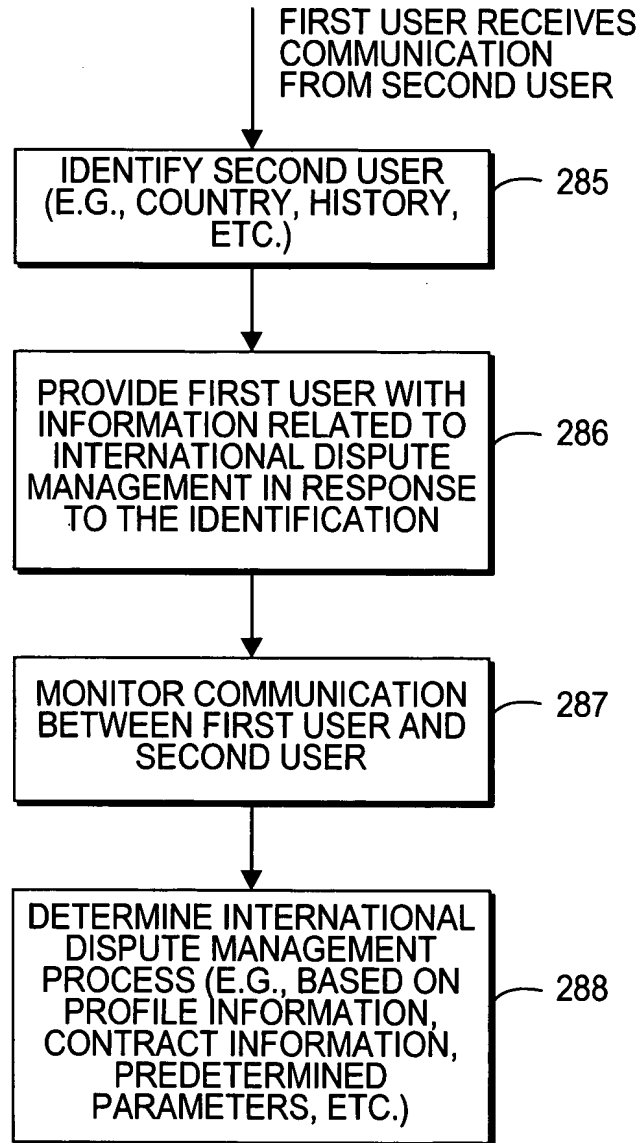 FIRST USER RECEIVES
COMMUNICATION
FROM SECOND USER
IDENTIFY SECOND USER
(E.G., COUNTRY, HISTORY,
ETC.)
285
PROVIDE FIRST USER WITH
INFORMATION RELATED TO
INTERNATIONAL DISPUTE
MANAGEMENT IN RESPONSE
TO THE IDENTIFICATION
286
MONITOR COMMUNICATION
BETWEEN FIRST USER AND
SECOND USER
287
DETERMINE INTERNATIONAL
DISPUTE MANAGEMENT
PROCESS (E.G., BASED ON
PROFILE INFORMATION,
CONTRACT INFORMATION,
PREDETERMINED
PARAMETERS, ETC.)
288